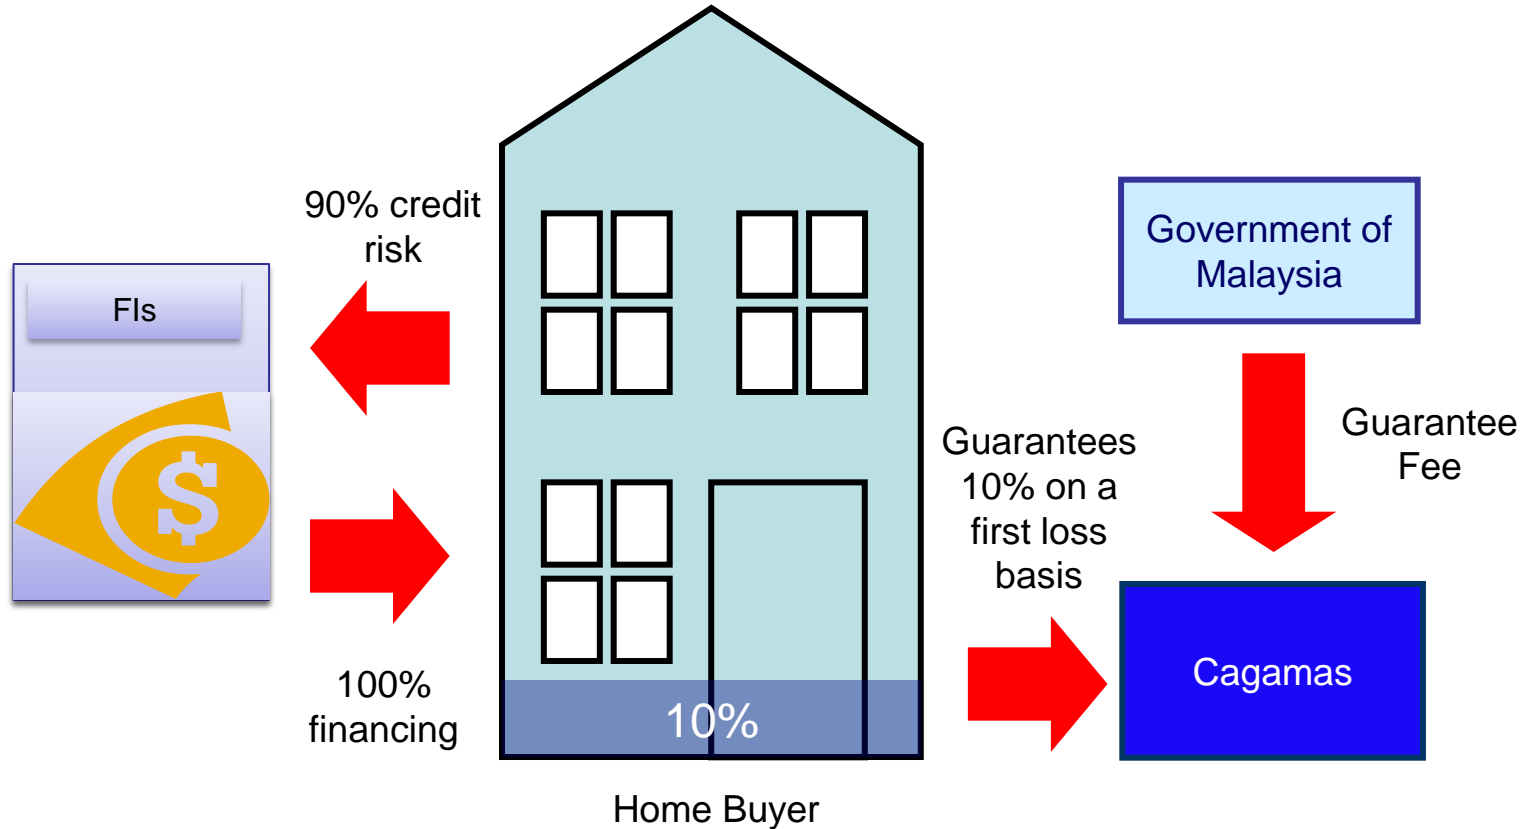 90% credit
risk
FIs
$
100%
financing
10%
Home Buyer
Guarantees
10% on a
first loss
basis
Government of
Malaysia
Guarantee
Fee
Cagamas